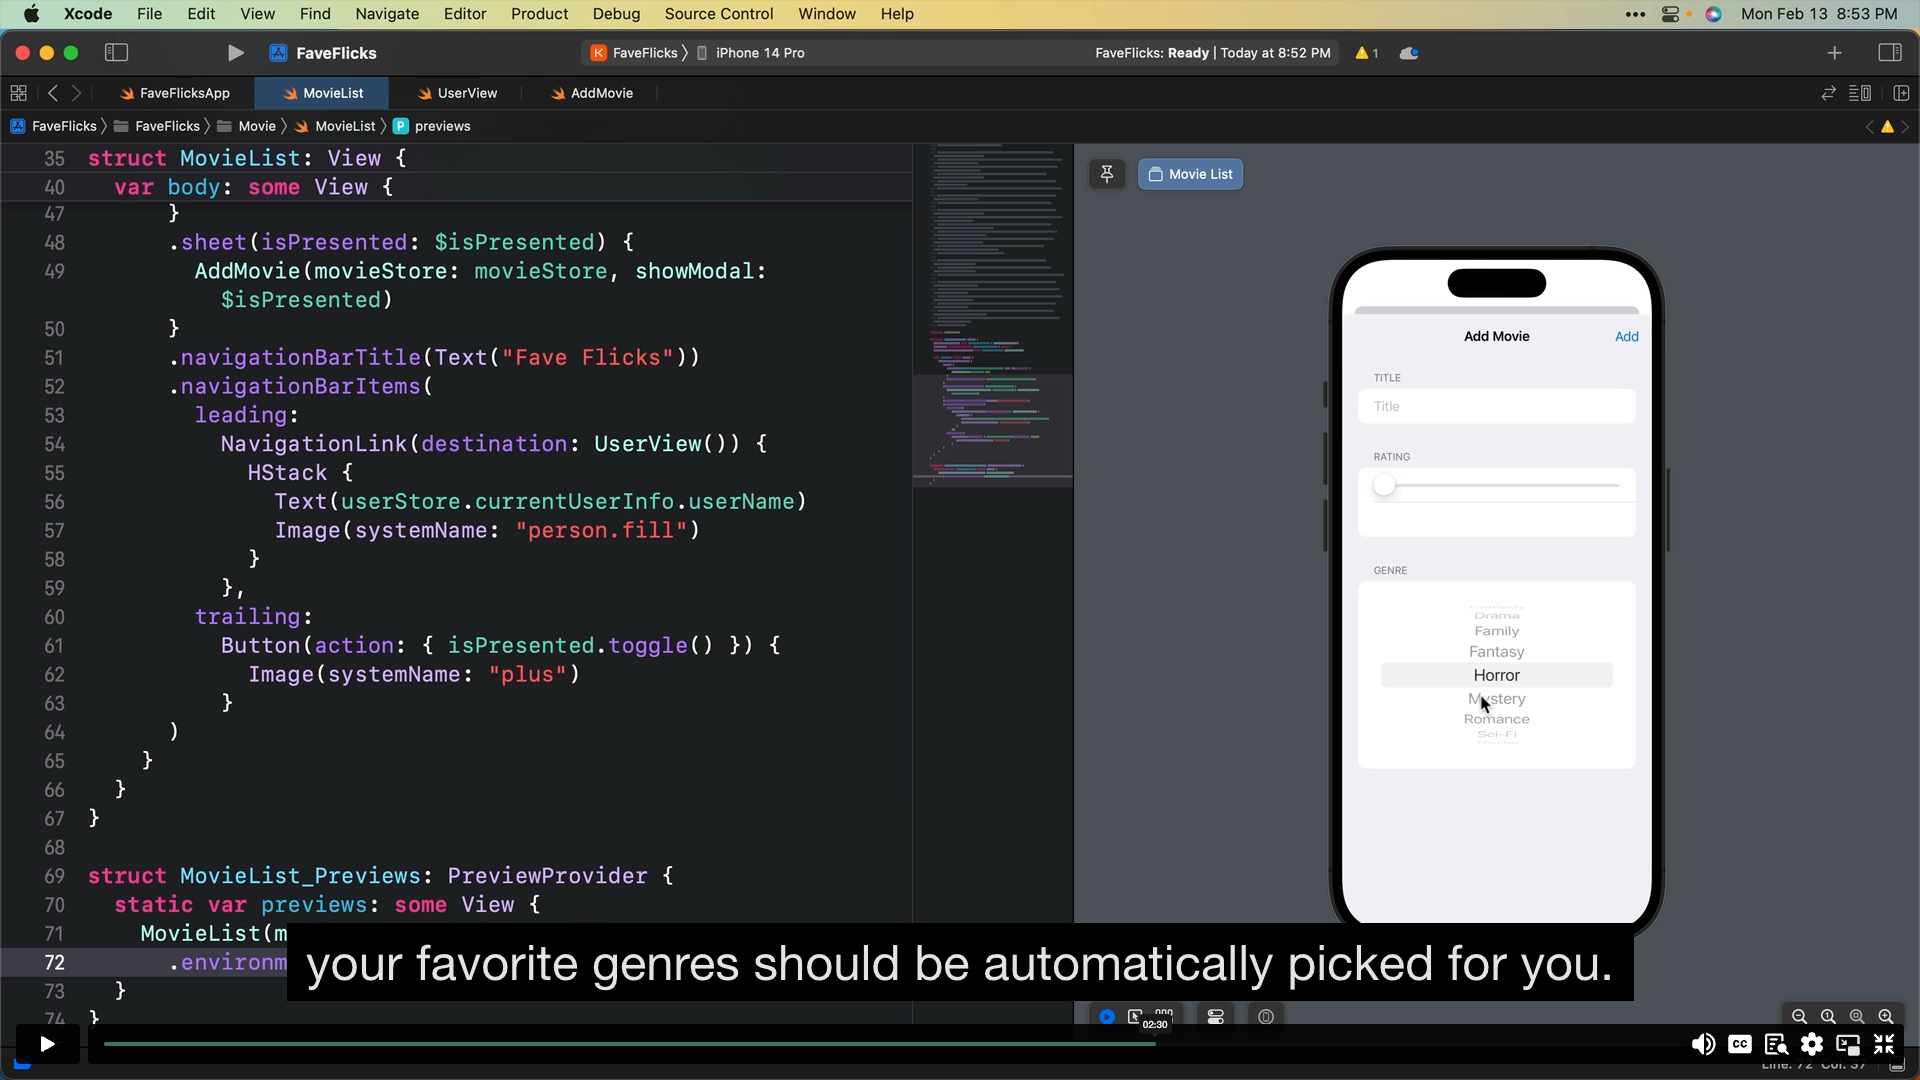 Xcode File Edit View Find Navigate Editor Product Debug Source Control Window Help ••• Mon Feb 13 8:53 PM
FaveFlicks FaveFlicks 〉 iPhone 14 Pro FaveFlicks: Ready | Today at 8:52 PM 1
FaveFlicksApp MovieList UserView AddMovie
FaveFlicks 〉 FaveFlicks 〉 Movie 〉 MovieList 〉 P previews
35 struct MovieList: View {
40 var body: some View {
47 }
48 .sheet(isPresented: $isPresented) {
49 AddMovie(movieStore: movieStore, showModal:
$isPresented)
50 }
51 .navigationBarTitle(Text("Fave Flicks"))
52 .navigationBarItems(
53 leading:
54 NavigationLink(destination: UserView()) {
55 HStack {
56 Text(userStore.currentUserInfo.userName)
57 Image(systemName: "person.fill")
58 }
59 },
60 trailing:
61 Button(action: { isPresented.toggle() }) {
62 Image(systemName: "plus")
63 }
64 )
65 }
66 }
67 }
68
69 struct MovieList_Previews: PreviewProvider {
70 static var previews: some View {
71 MovieList(m
72 .environm
73 }
74 }
Movie List
Add Movie Add
TITLE
Title
RATING
GENRE
Comedy
Drama
Family
Fantasy
Horror
Mystery
Romance
Sci-Fi
your favorite genres should be automatically picked for you.
02:30
CC